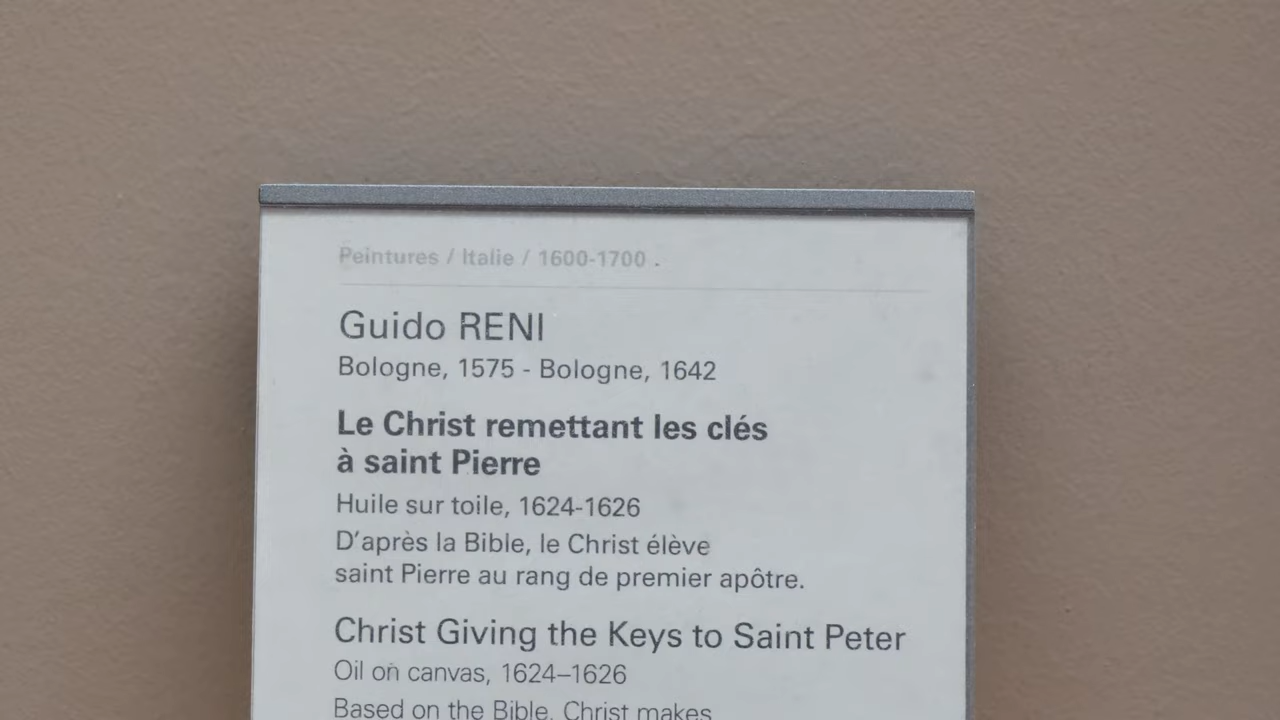 Peintures / Italie / 1600-1700 .
Guido RENI
Bologne, 1575 - Bologne, 1642
Le Christ remettant les clés
à saint Pierre
Huile sur toile, 1624-1626
D'après la Bible, le Christ élève
saint Pierre au rang de premier apôtre.
Christ Giving the Keys to Saint Peter
Oil on canvas, 1624–1626
Based on the Bible, Christ makes